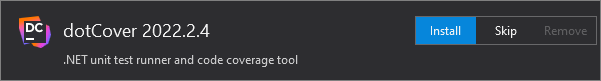 DC
dotCover 2022.2.4
Install Skip Remove
.NET unit test runner and code coverage tool